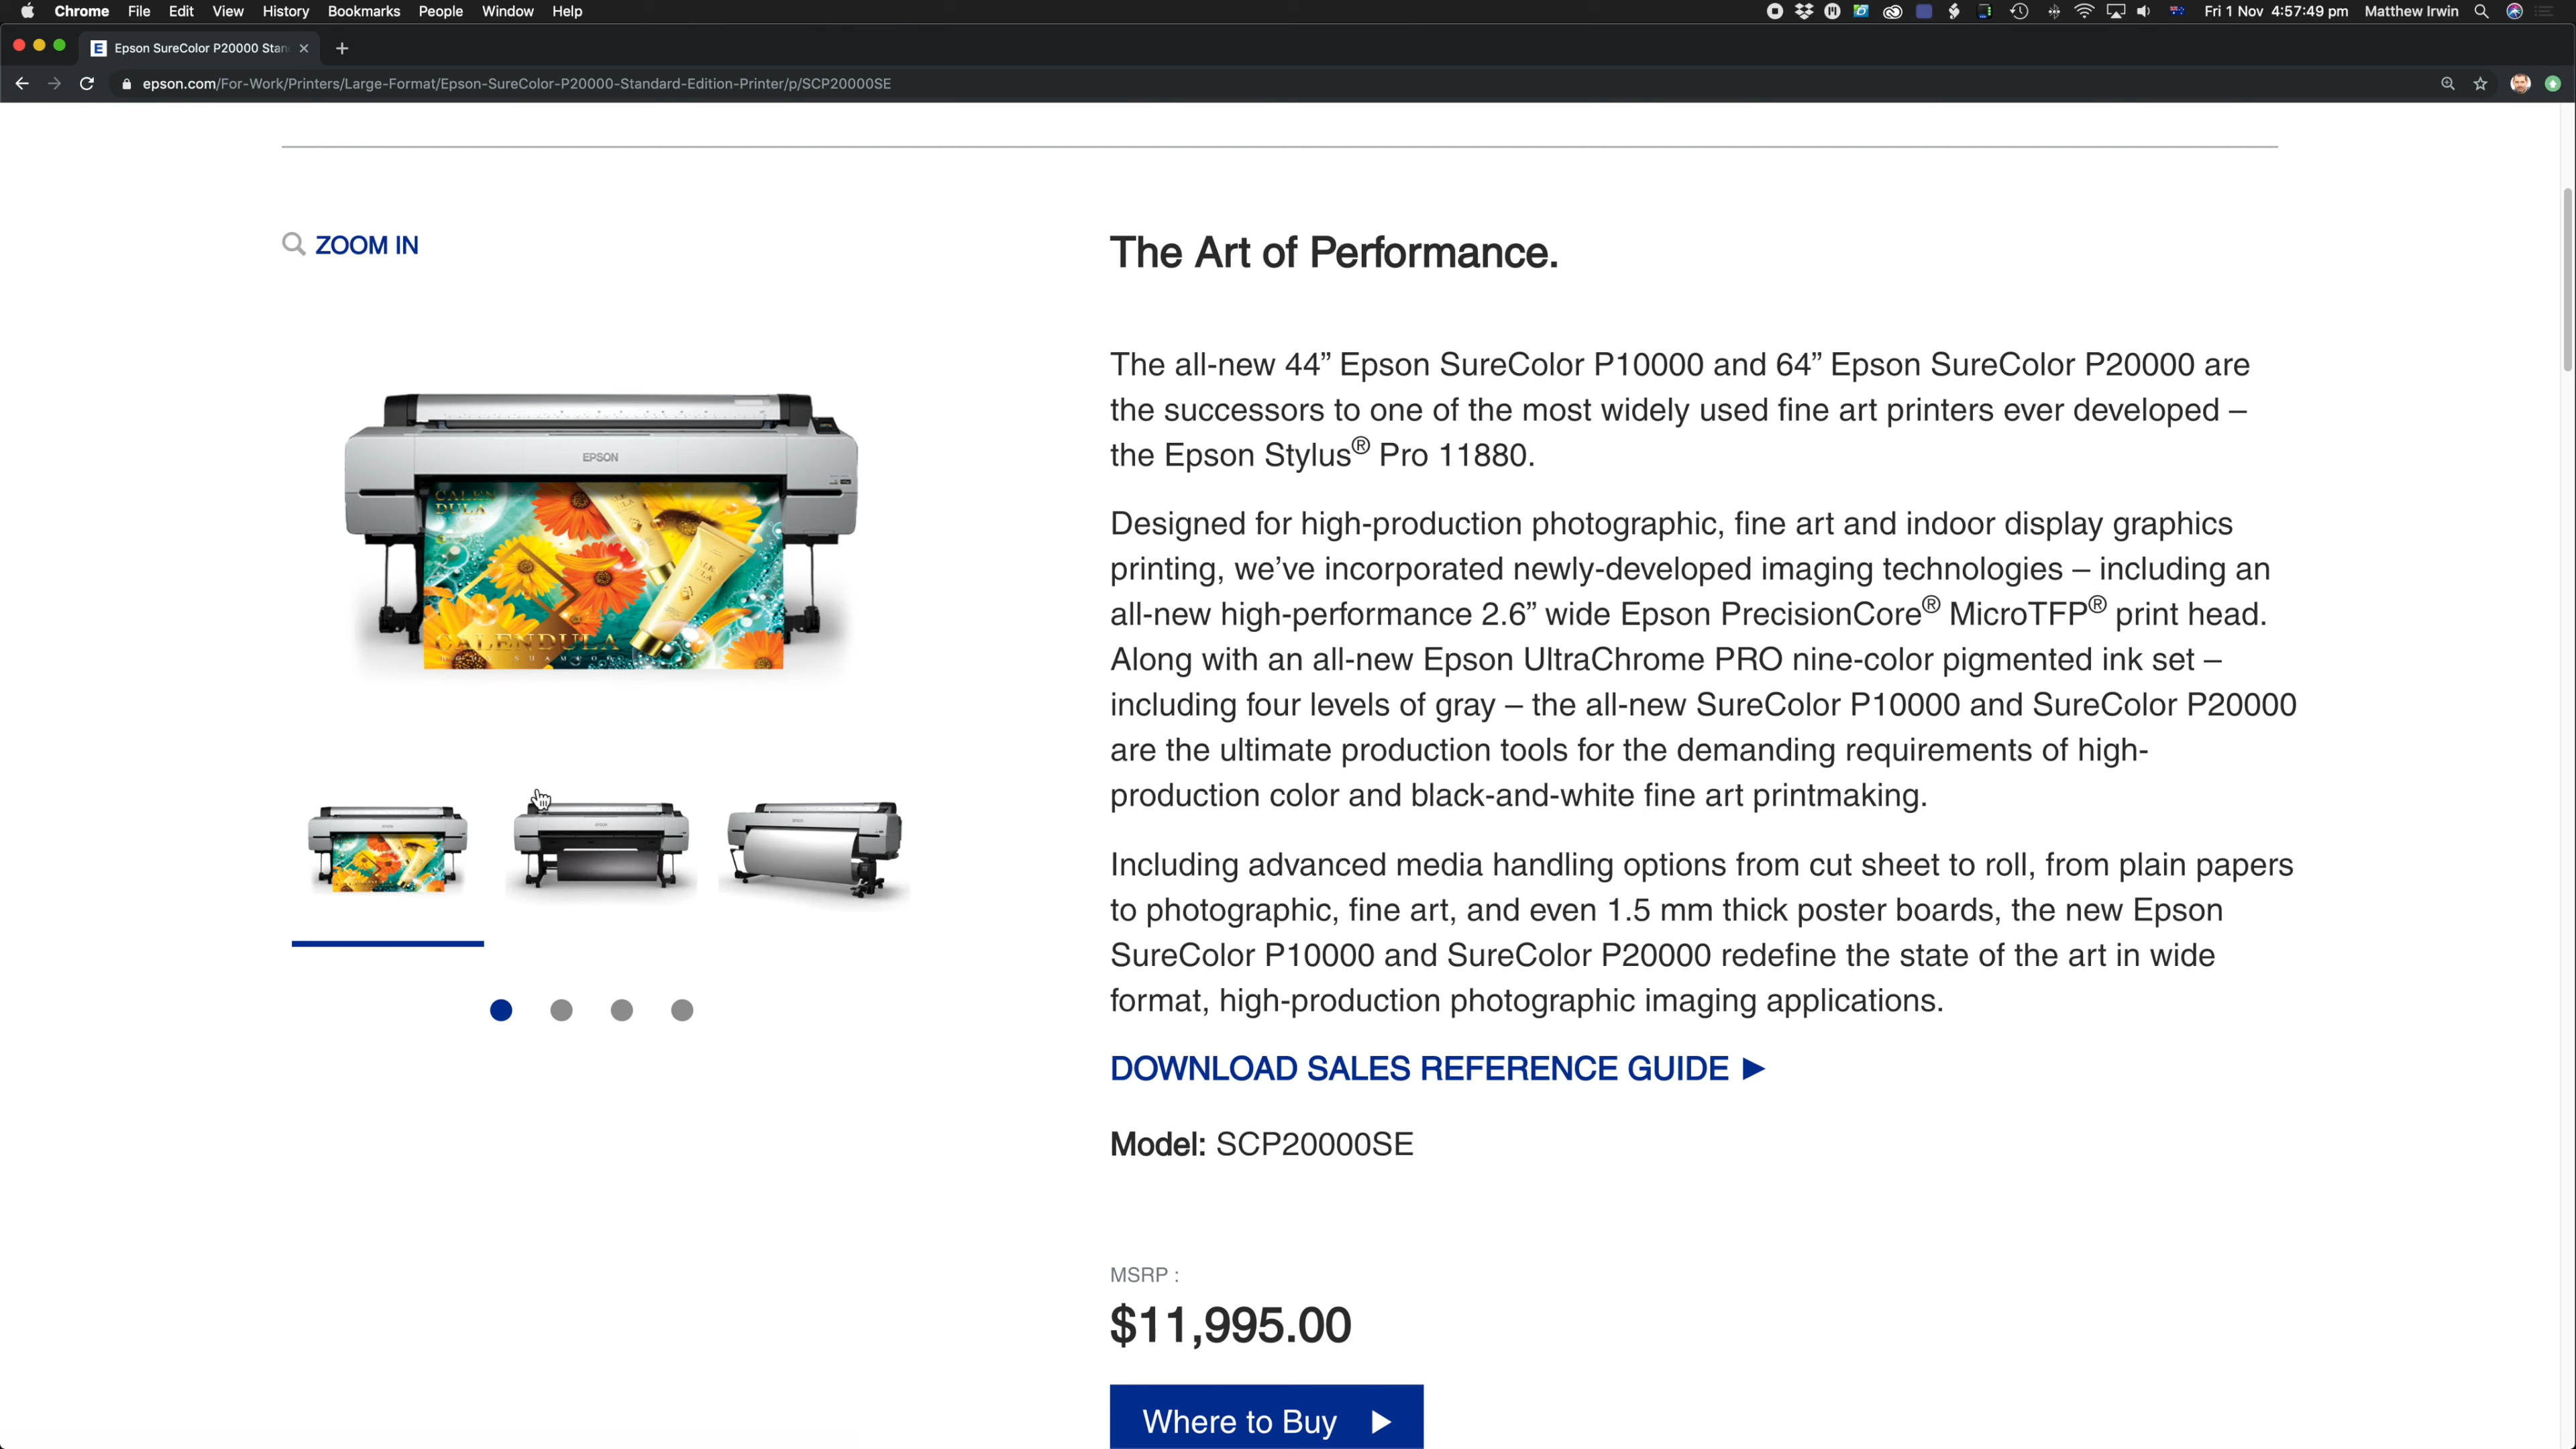 Chrome File Edit View History Bookmarks People Window Help Fri 1 Nov 4:57:49 pm Matthew Irwin
E Epson SureColor P20000 Stan
epson.com/For-Work/Printers/Large-Format/Epson-SureColor-P20000-Standard-Edition-Printer/p/SCP20000SE
ZOOM IN
EPSON
CALEN
DULA
CALENDULA
The Art of Performance.
The all-new 44” Epson SureColor P10000 and 64” Epson SureColor P20000 are
the successors to one of the most widely used fine art printers ever developed –
the Epson Stylus® Pro 11880.
Designed for high-production photographic, fine art and indoor display graphics
printing, we’ve incorporated newly-developed imaging technologies – including an
all-new high-performance 2.6” wide Epson PrecisionCore® MicroTFP® print head.
Along with an all-new Epson UltraChrome PRO nine-color pigmented ink set –
including four levels of gray – the all-new SureColor P10000 and SureColor P20000
are the ultimate production tools for the demanding requirements of high-
production color and black-and-white fine art printmaking.
Including advanced media handling options from cut sheet to roll, from plain papers
to photographic, fine art, and even 1.5 mm thick poster boards, the new Epson
SureColor P10000 and SureColor P20000 redefine the state of the art in wide
format, high-production photographic imaging applications.
DOWNLOAD SALES REFERENCE GUIDE ►
Model: SCP20000SE
MSRP :
$11,995.00
Where to Buy ►